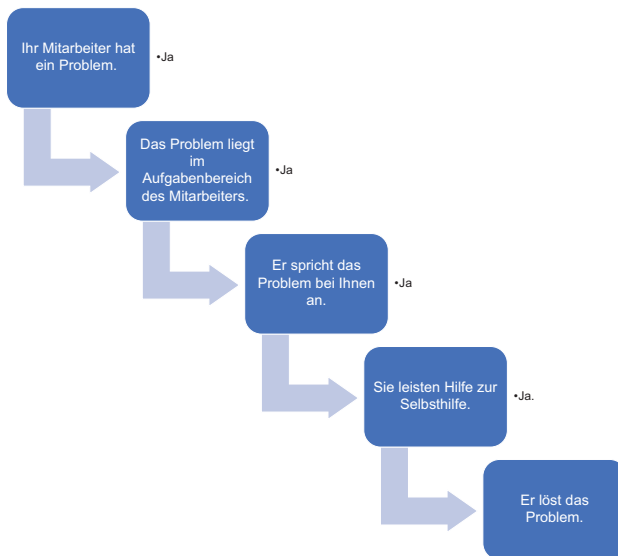 Ihr Mitarbeiter hat
ein Problem.
•Ja
Das Problem liegt
im
Aufgabenbereich
des Mitarbeiters.
•Ja
Er spricht das
Problem bei Ihnen
an.
•Ja
Sie leisten Hilfe zur
Selbsthilfe.
•Ja.
Er löst das
Problem.